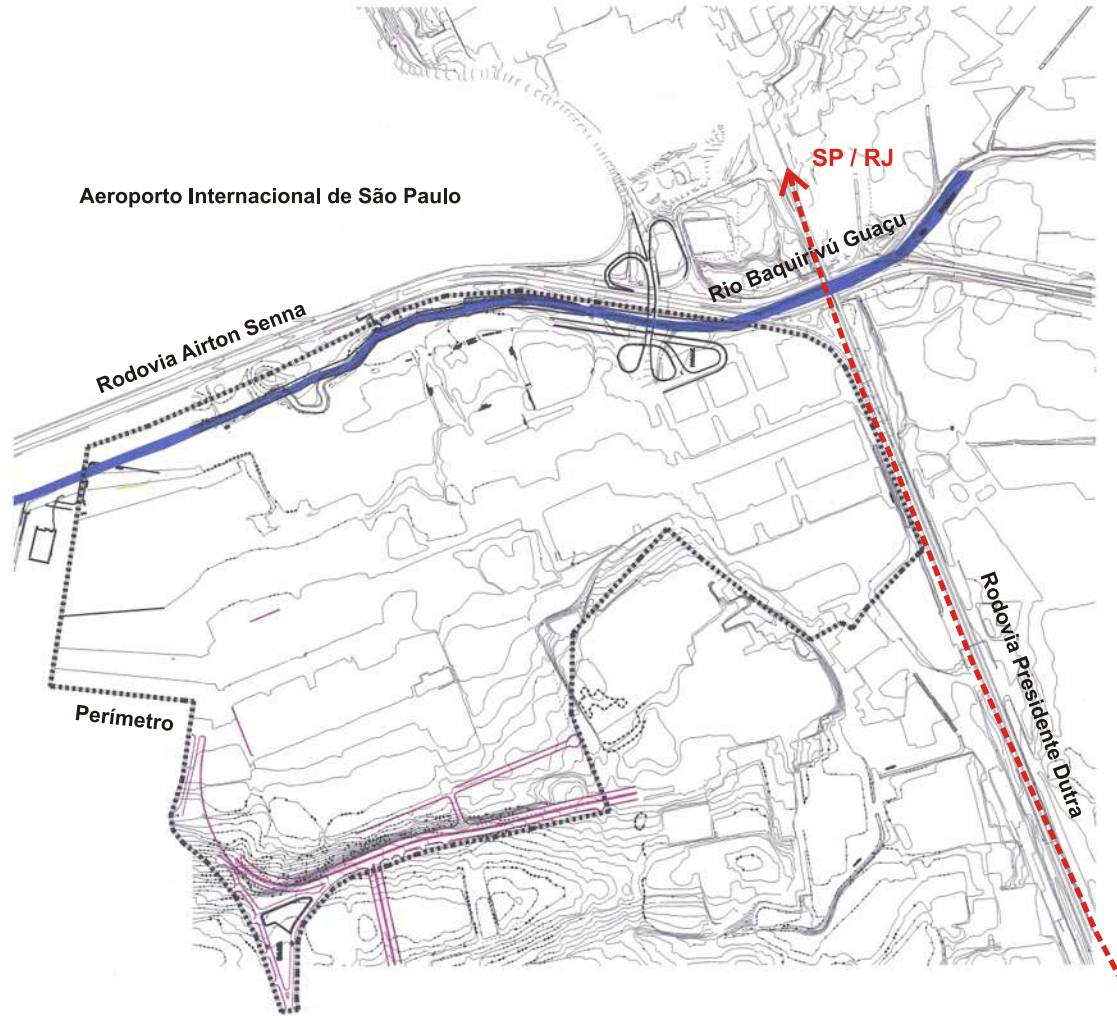 SP / RJ
Aeroporto Internacional de São Paulo
Rio Baquirivú Guaçu
Rodovia Airton Senna
Rodovia Presidente Dutra
Perímetro